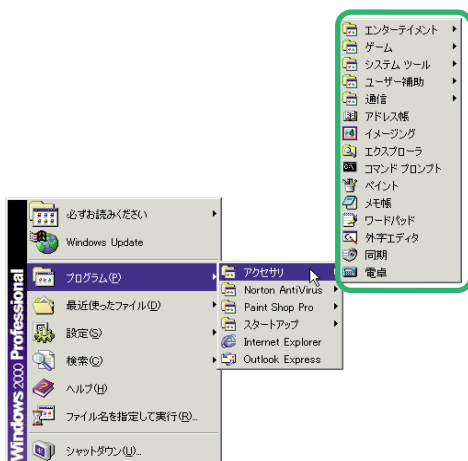 エンターテイメント
ゲーム
システム ツール
ユーザー補助
通信
アドレス帳
イメージング
エクスプローラ
コマンド プロンプト
ペイント
メモ帳
ワードパッド
外字エディタ
同期
電卓
必ずお読みください
Windows Update
プログラム(P)
最近使ったファイル(D)
設定(S)
検索(C)
ヘルプ(H)
ファイル名を指定して実行(R)...
シャットダウン(U)...
アクセサリ
Norton AntiVirus
Paint Shop Pro
スタートアップ
Internet Explorer
Outlook Express
Windows 2000 Professional